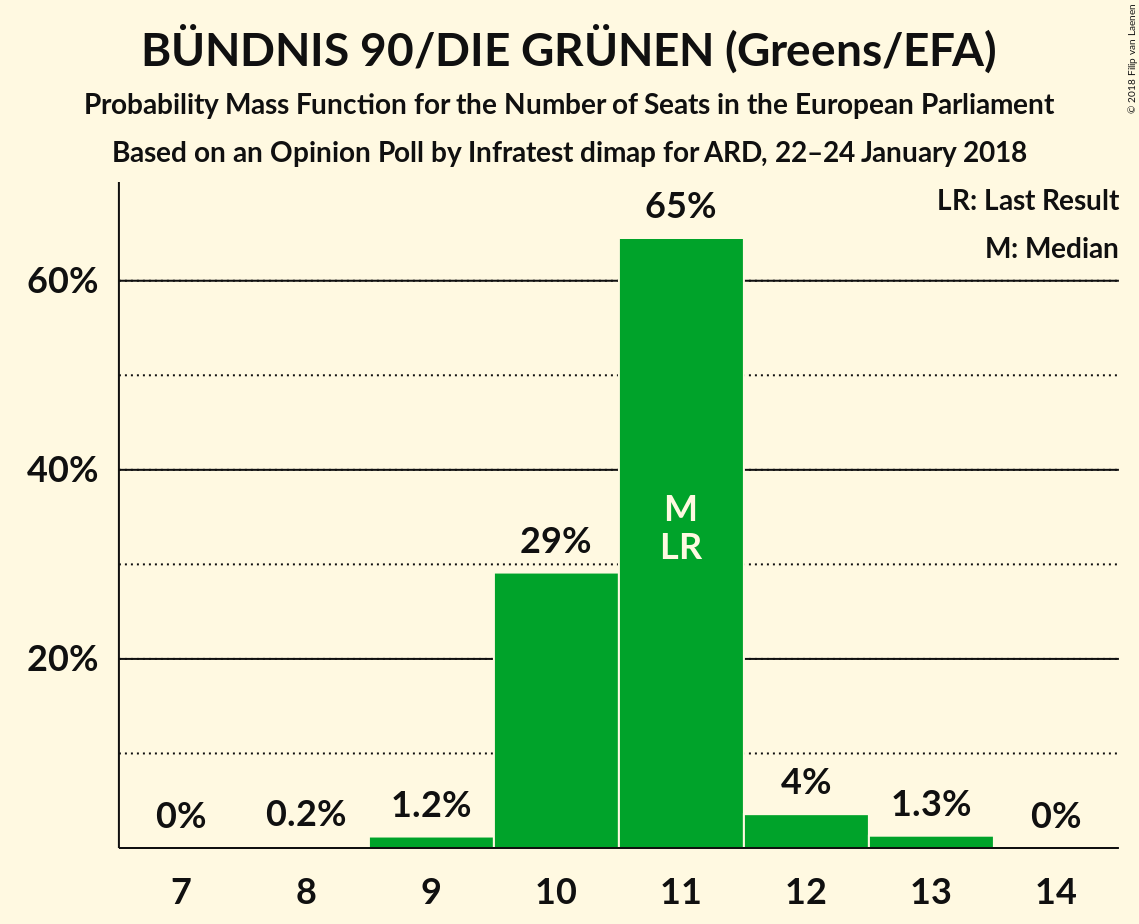 BÜNDNIS 90/DIE GRÜNEN (Greens/EFA)
Probability Mass Function for the Number of Seats in the European Parliament
Based on an Opinion Poll by Infratest dimap for ARD, 22–24 January 2018
© 2018 Filip van Laenen
LR: Last Result
M: Median
65%
60%
40%
M
29%
LR
20%
4%
0%
0.2%
1.2%
1.3%
0%
7 8 9 10 11 12 13 14